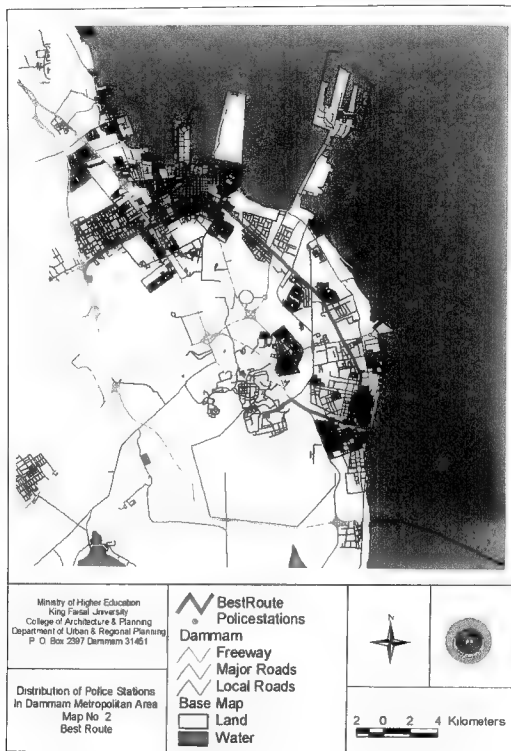 Ministry of Higher Education
King Faisal University
College of Architecture & Planning
Department of Urban & Regional Planning
P O Box 2397 Dammam 31451
Distribution of Police Stations
In Dammam Metropolitan Area
Map No 2
Best Route
BestRoute
Policestations
Dammam
Freeway
Major Roads
Local Roads
Base Map
Land
Water
N
2 0 2 4 Kilometers